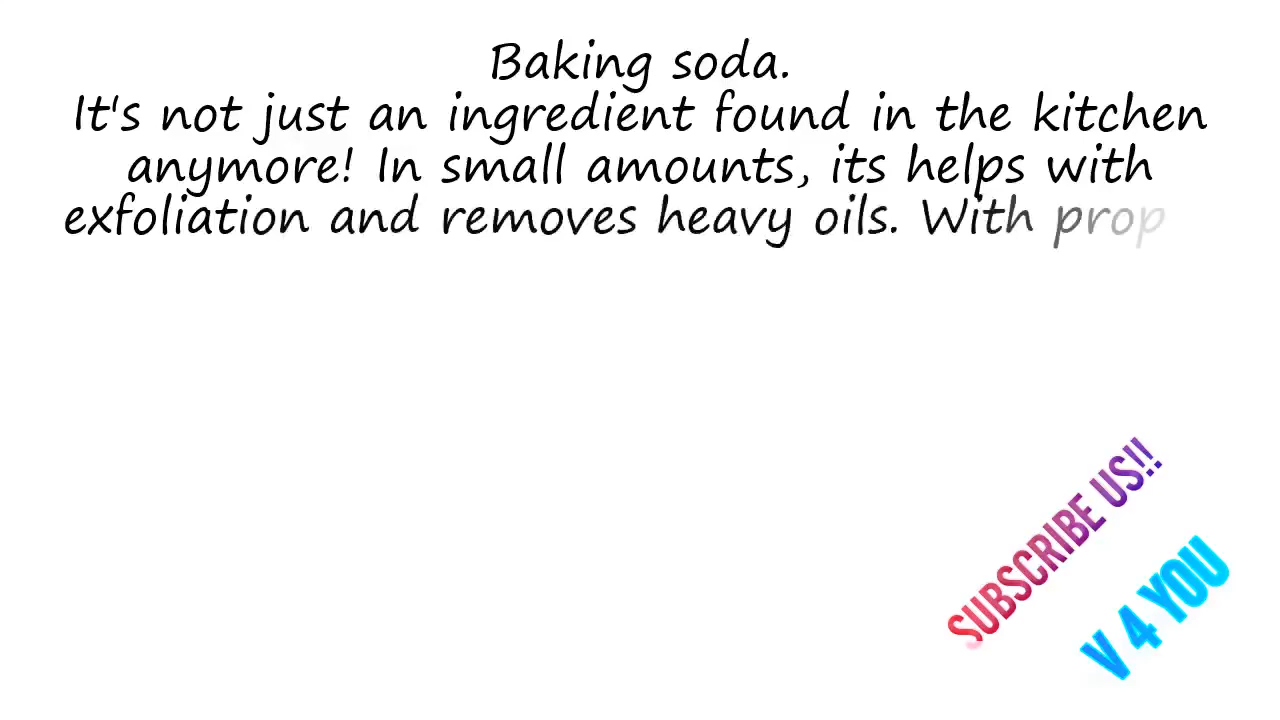 Baking soda.
It's not just an ingredient found in the kitchen
anymore! In small amounts, its helps with
exfoliation and removes heavy oils. With prop
SUBSCRIBE US!!
V 4 YOU